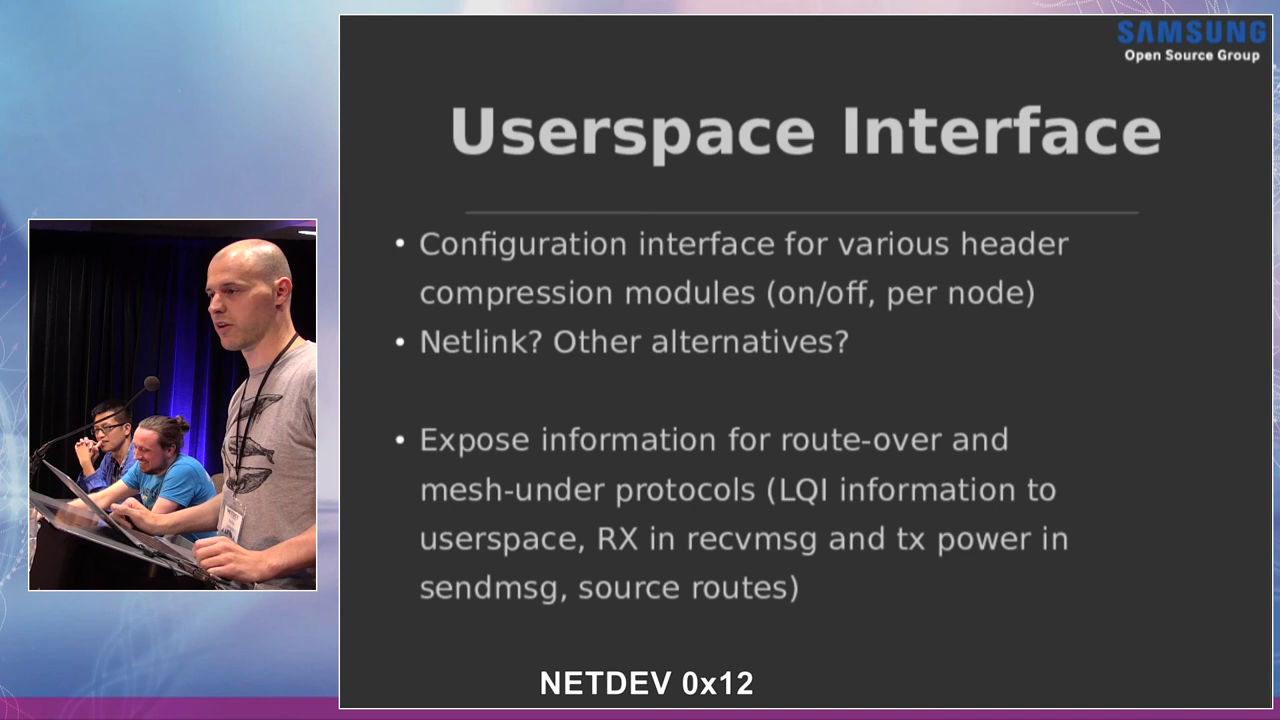 SAMSUNG
Open Source Group
Userspace Interface
• Configuration interface for various header
compression modules (on/off, per node)
• Netlink? Other alternatives?
• Expose information for route-over and
mesh-under protocols (LQI information to
userspace, RX in recvmsg and tx power in
sendmsg, source routes)
NETDEV 0x12